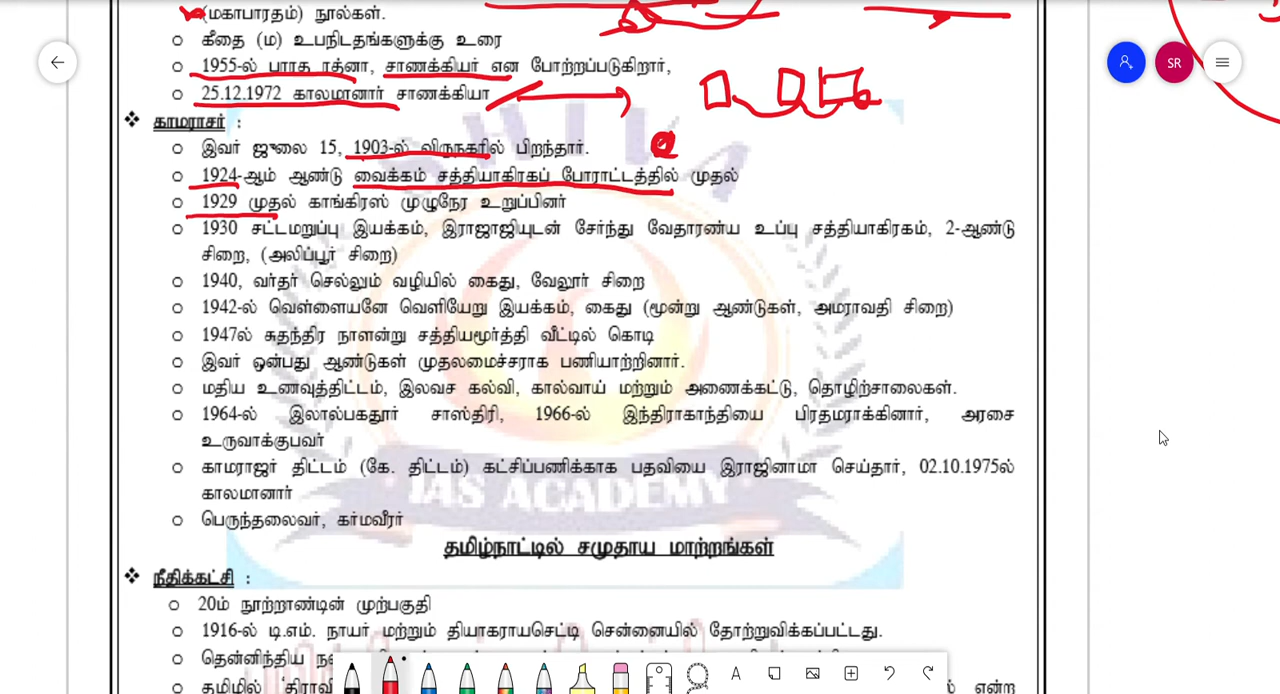 (மகாபாரதம்) நூல்கள்.
o கீதை (ம) உபநிடதங்களுக்கு உரை
o 1955-ல் பாரத ரத்னா, சாணக்கியர் என போற்றப்படுகிறார்,
o 25.12.1972 காலமானார் சாணக்கியா
❖ காமராசர் :
o இவர் ஜுலை 15, 1903-ல் விருநகரில் பிறந்தார்.
o 1924-ஆம் ஆண்டு வைக்கம் சத்தியாகிரகப் போராட்டத்தில் முதல்
o 1929 முதல் காங்கிரஸ் முழுநேர உறுப்பினர்
o 1930 சட்டமறுப்பு இயக்கம், இராஜாஜியுடன் சேர்ந்து வேதாரண்ய உப்பு சத்தியாகிரகம், 2-ஆண்டு
சிறை, (அலிப்பூர் சிறை)
o 1940, வர்தர் செல்லும் வழியில் கைது, வேலூர் சிறை
o 1942-ல் வெள்ளையனே வெளியேறு இயக்கம், கைது (மூன்று ஆண்டுகள், அமராவதி சிறை)
o 1947ல் சுதந்திர நாளன்று சத்தியமூர்த்தி வீட்டில் கொடி
o இவர் ஒன்பது ஆண்டுகள் முதலமைச்சராக பணியாற்றினார்.
o மதிய உணவுத்திட்டம், இலவச கல்வி, கால்வாய் மற்றும் அணைக்கட்டு, தொழிற்சாலைகள்.
o 1964-ல் இலால்பகதூர் சாஸ்திரி, 1966-ல் இந்திராகாந்தியை பிரதமராக்கினார், அரசை
உருவாக்குபவர்
o காமராஜர் திட்டம் (கே. திட்டம்) கட்சிப்பணிக்காக பதவியை இராஜினாமா செய்தார், 02.10.1975ல்
காலமானார்
o பெருந்தலைவர், கர்மவீரர்
தமிழ்நாட்டில் சமுதாய மாற்றங்கள்
❖ நீதிக்கட்சி :
o 20ம் நூற்றாண்டின் முற்பகுதி
o 1916-ல் டி.எம். நாயர் மற்றும் தியாகராயசெட்டி சென்னையில் தோற்றுவிக்கப்பட்டது.
o தென்னிந்திய
o தமிழில் என்ற
SR
SHIVA
IAS ACADEMY
A